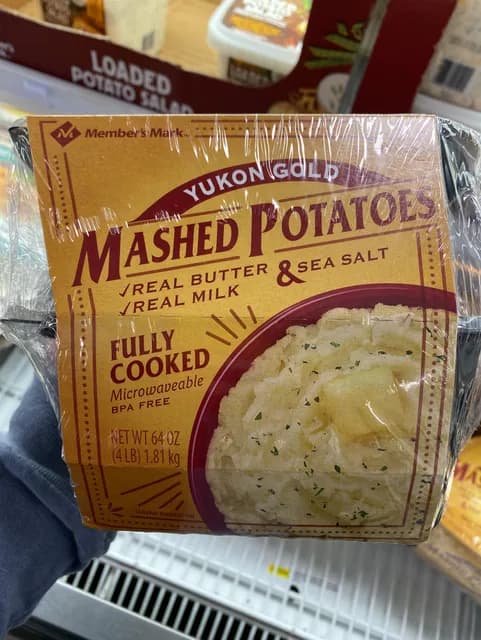 LOADED
POTATO SALAD
Member's Mark
YUKON GOLD
MASHED POTATOES
✓REAL BUTTER & SEA SALT
✓REAL MILK
FULLY
COOKED
Microwaveable
BPA FREE
NET WT 64 OZ
(4 LB) 1.81 kg